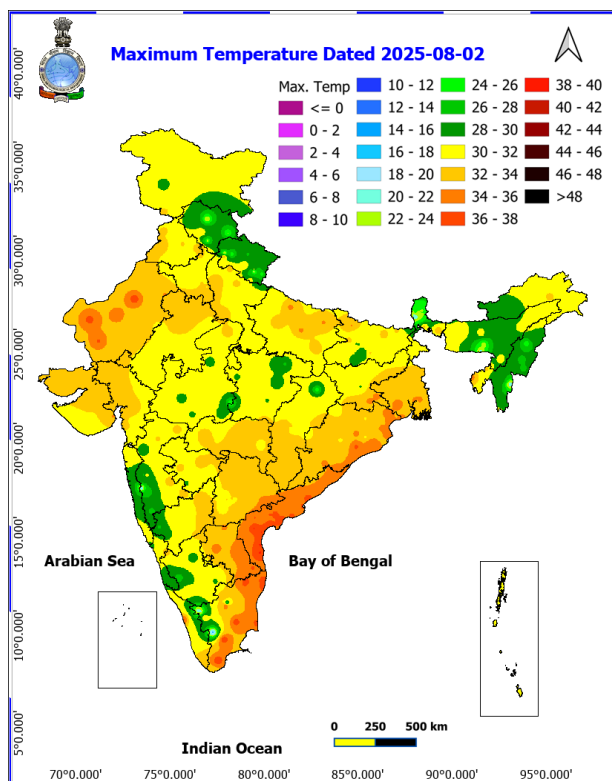 Maximum Temperature Dated 2025-08-02
Max. Temp
<= 0
0 - 2
2 - 4
4 - 6
6 - 8
8 - 10
10 - 12
12 - 14
14 - 16
16 - 18
18 - 20
20 - 22
22 - 24
24 - 26
26 - 28
28 - 30
30 - 32
32 - 34
34 - 36
36 - 38
38 - 40
40 - 42
42 - 44
44 - 46
46 - 48
>48
40°0.000'
35°0.000'
30°0.000'
25°0.000'
20°0.000'
15°0.000'
10°0.000'
5°0.000'
Arabian Sea
Bay of Bengal
0 250 500 km
Indian Ocean
70°0.000' 75°0.000' 80°0.000' 85°0.000' 90°0.000' 95°0.000'